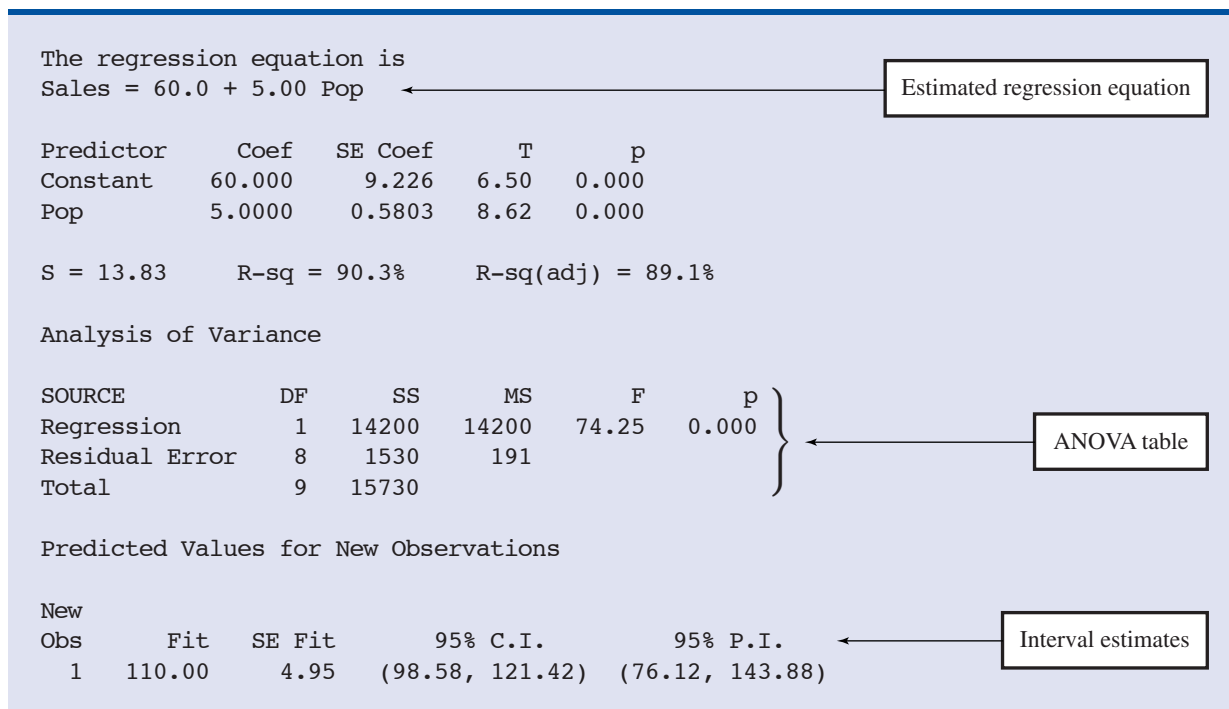 The regression equation is
Sales = 60.0 + 5.00 Pop
Estimated regression equation
Predictor Coef SE Coef T p
Constant 60.000 9.226 6.50 0.000
Pop 5.0000 0.5803 8.62 0.000
S = 13.83 R-sq = 90.3% R-sq(adj) = 89.1%
Analysis of Variance
SOURCE DF SS MS F p
Regression 1 14200 14200 74.25 0.000
Residual Error 8 1530 191
Total 9 15730
ANOVA table
Predicted Values for New Observations
New
Obs Fit SE Fit 95% C.I. 95% P.I.
1 110.00 4.95 (98.58, 121.42) (76.12, 143.88)
Interval estimates